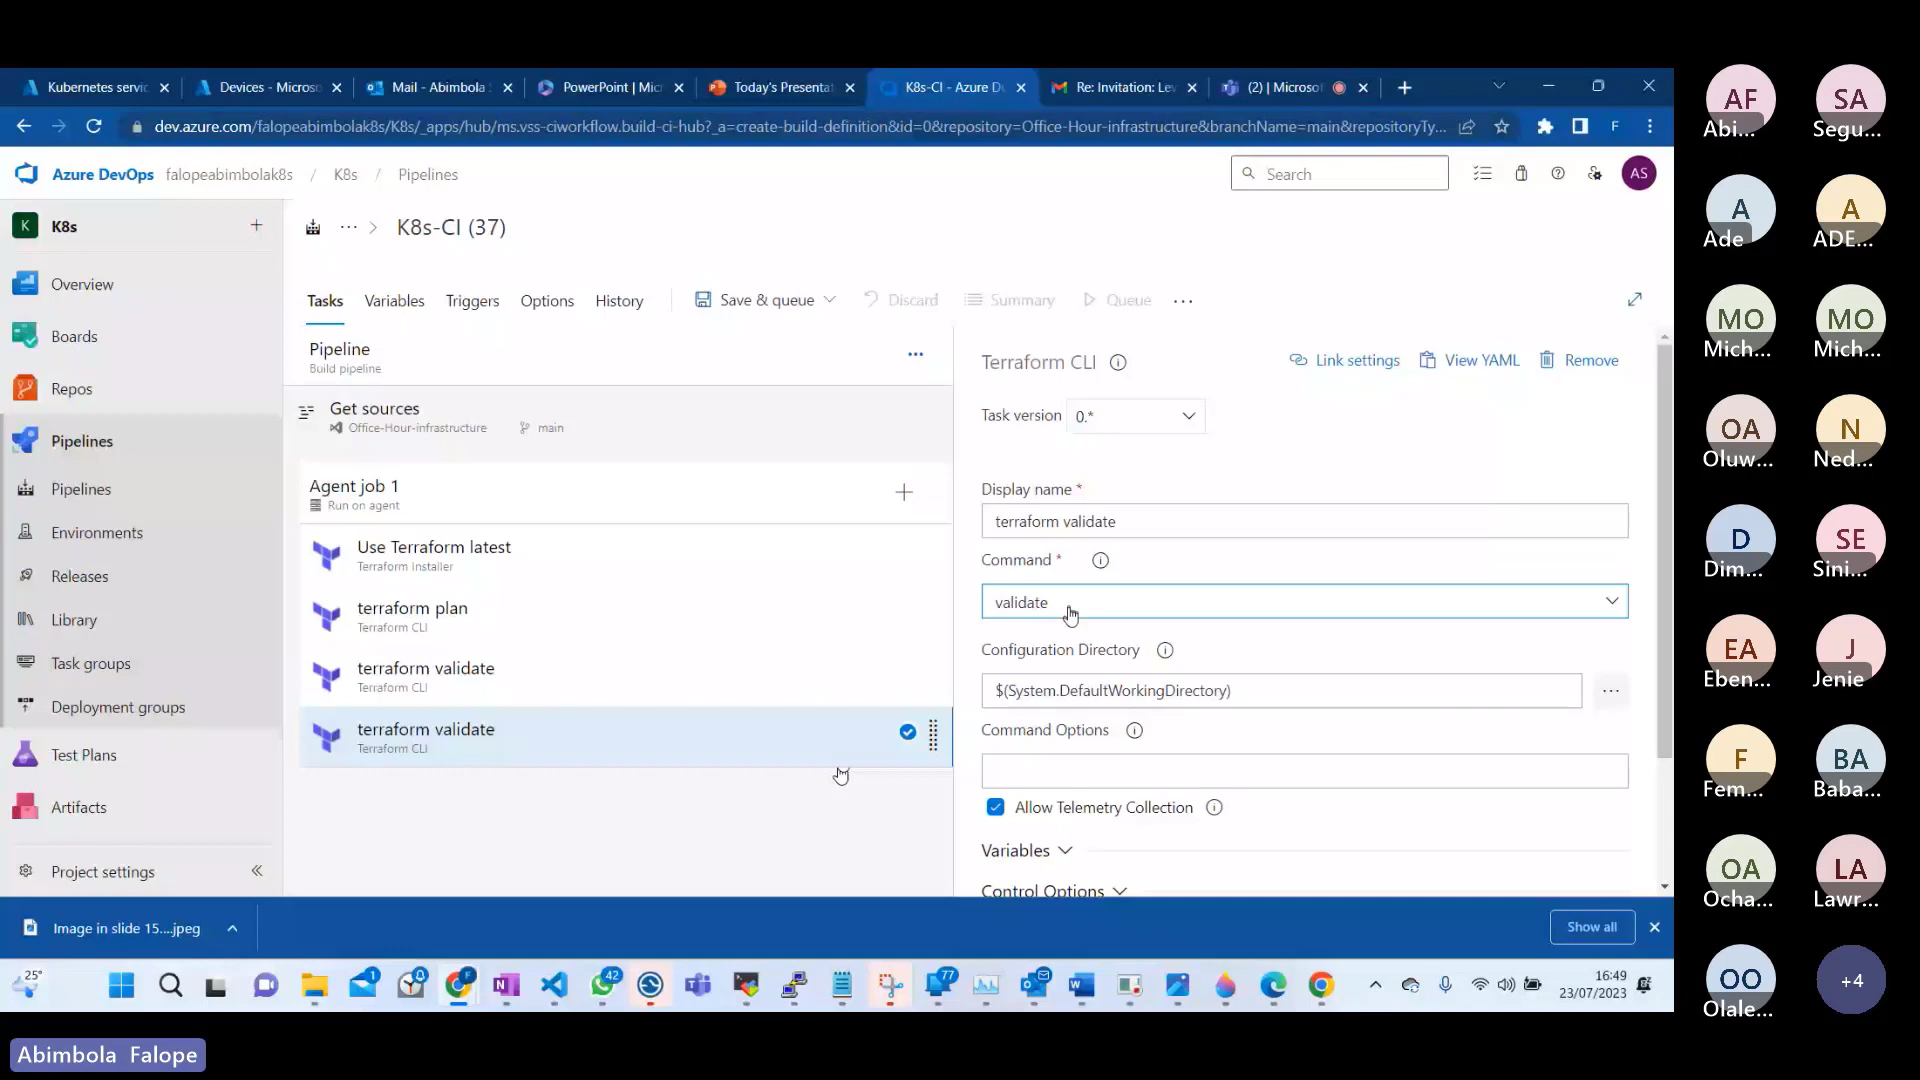 Kubernetes servic
Devices - Microso
Mail - Abimbola
PowerPoint | Mic
Today's Presenta
K8s-CI - Azure D
Re: Invitation: Lev
(2) | Microsof
dev.azure.com/falopeabimbolak8s/K8s/_apps/hub/ms.vss-ciworkflow.build-ci-hub?_a=create-build-definition&id=0&repository=Office-Hour-infrastructure&branchName=main&repositoryTy...
F
Azure DevOps
falopeabimbolak8s / K8s / Pipelines
Search
AS
K
K8s
Overview
Boards
Repos
Pipelines
Pipelines
Environments
Releases
Library
Task groups
Deployment groups
Test Plans
Artifacts
Project settings
... > K8s-CI (37)
Tasks
Variables
Triggers
Options
History
Save & queue
Discard
Summary
Queue
...
Pipeline
Build pipeline
Get sources
Office-Hour-infrastructure
main
Agent job 1
Run on agent
Use Terraform latest
Terraform Installer
terraform plan
Terraform CLI
terraform validate
Terraform CLI
terraform validate
Terraform CLI
Terraform CLI
Link settings
View YAML
Remove
Task version
0.*
Display name *
terraform validate
Command *
validate
Configuration Directory
$(System.DefaultWorkingDirectory)
...
Command Options
Allow Telemetry Collection
Variables
Control Options
Image in slide 15....jpeg
Show all
25°
1
F
42
77
16:49
23/07/2023
AF
Abi...
SA
Segu...
A
Ade
A
ADE...
MO
Mich...
MO
Mich...
OA
Oluw...
N
Ned...
D
Dim...
SE
Sini...
EA
Eben...
J
Jenie
F
Fem...
BA
Baba...
OA
Ocha...
LA
Lawr...
OO
Olale...
+4
Abimbola Falope